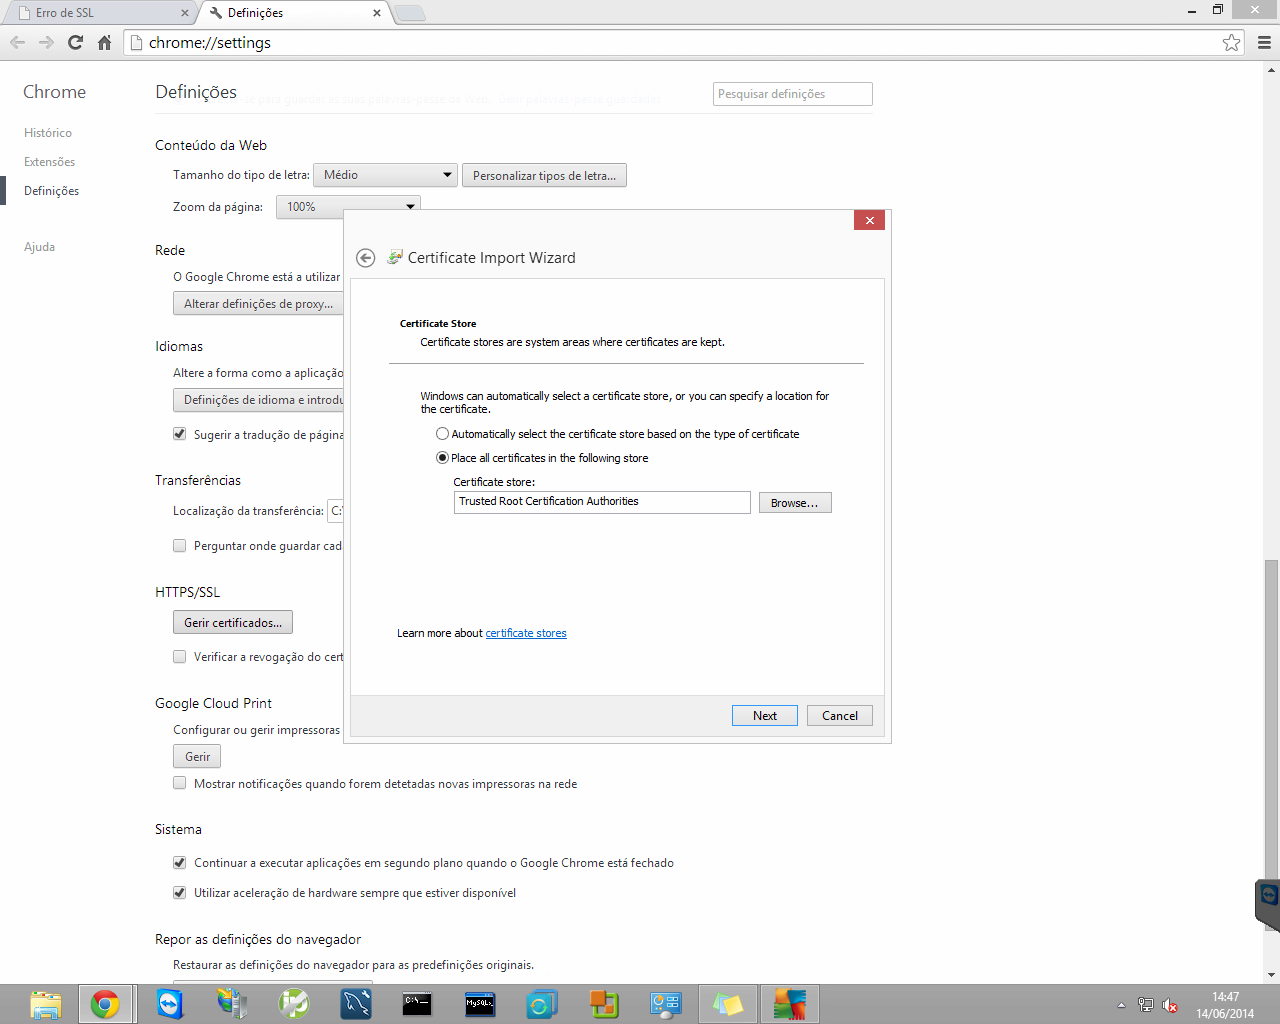 Erro de SSL
Definições
chrome://settings
Chrome
Histórico
Extensões
Definições
Ajuda
Definições
Pesquisar definições
Conteúdo da Web
Tamanho do tipo de letra:
Médio
Personalizar tipos de letra...
Zoom da página:
100%
Rede
O Google Chrome está a utilizar
Alterar definições de proxy...
Idiomas
Altere a forma como a aplicação
Definições de idioma e introdu
Sugerir a tradução de página
Transferências
Localização da transferência:
C:\
Perguntar onde guardar cad
HTTPS/SSL
Gerir certificados...
Verificar a revogação do cert
Google Cloud Print
Configurar ou gerir impressoras
Gerir
Mostrar notificações quando forem detetadas novas impressoras na rede
Sistema
Continuar a executar aplicações em segundo plano quando o Google Chrome está fechado
Utilizar aceleração de hardware sempre que estiver disponível
Repor as definições do navegador
Restaurar as definições do navegador para as predefinições originais.
Certificate Import Wizard
Certificate Store
Certificate stores are system areas where certificates are kept.
Windows can automatically select a certificate store, or you can specify a location for
the certificate.
Automatically select the certificate store based on the type of certificate
Place all certificates in the following store
Certificate store:
Trusted Root Certification Authorities
Browse...
Learn more about certificate stores
Next
Cancel
C:\_
MySQL
14:47
14/06/2014